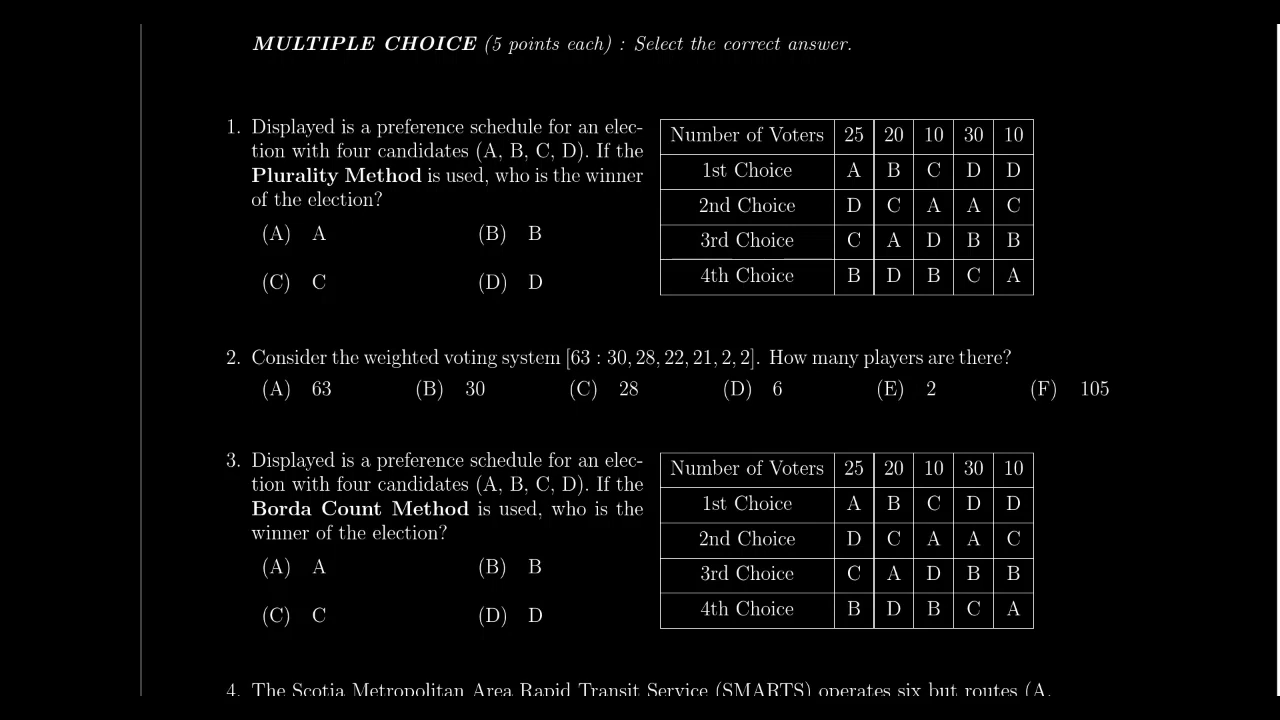 MULTIPLE CHOICE (5 points each) : Select the correct answer.
1. Displayed is a preference schedule for an elec-
tion with four candidates (A, B, C, D). If the
Plurality Method is used, who is the winner
of the election?
(A) A (B) B
(C) C (D) D
Number of Voters 25 20 10 30 10
1st Choice A B C D D
2nd Choice D C A A C
3rd Choice C A D B B
4th Choice B D B C A
2. Consider the weighted voting system [63 : 30, 28, 22, 21, 2, 2]. How many players are there?
(A) 63 (B) 30 (C) 28 (D) 6 (E) 2 (F) 105
3. Displayed is a preference schedule for an elec-
tion with four candidates (A, B, C, D). If the
Borda Count Method is used, who is the
winner of the election?
(A) A (B) B
(C) C (D) D
Number of Voters 25 20 10 30 10
1st Choice A B C D D
2nd Choice D C A A C
3rd Choice C A D B B
4th Choice B D B C A
4. The Scotia Metropolitan Area Rapid Transit Service (SMARTS) operates six but routes (A,